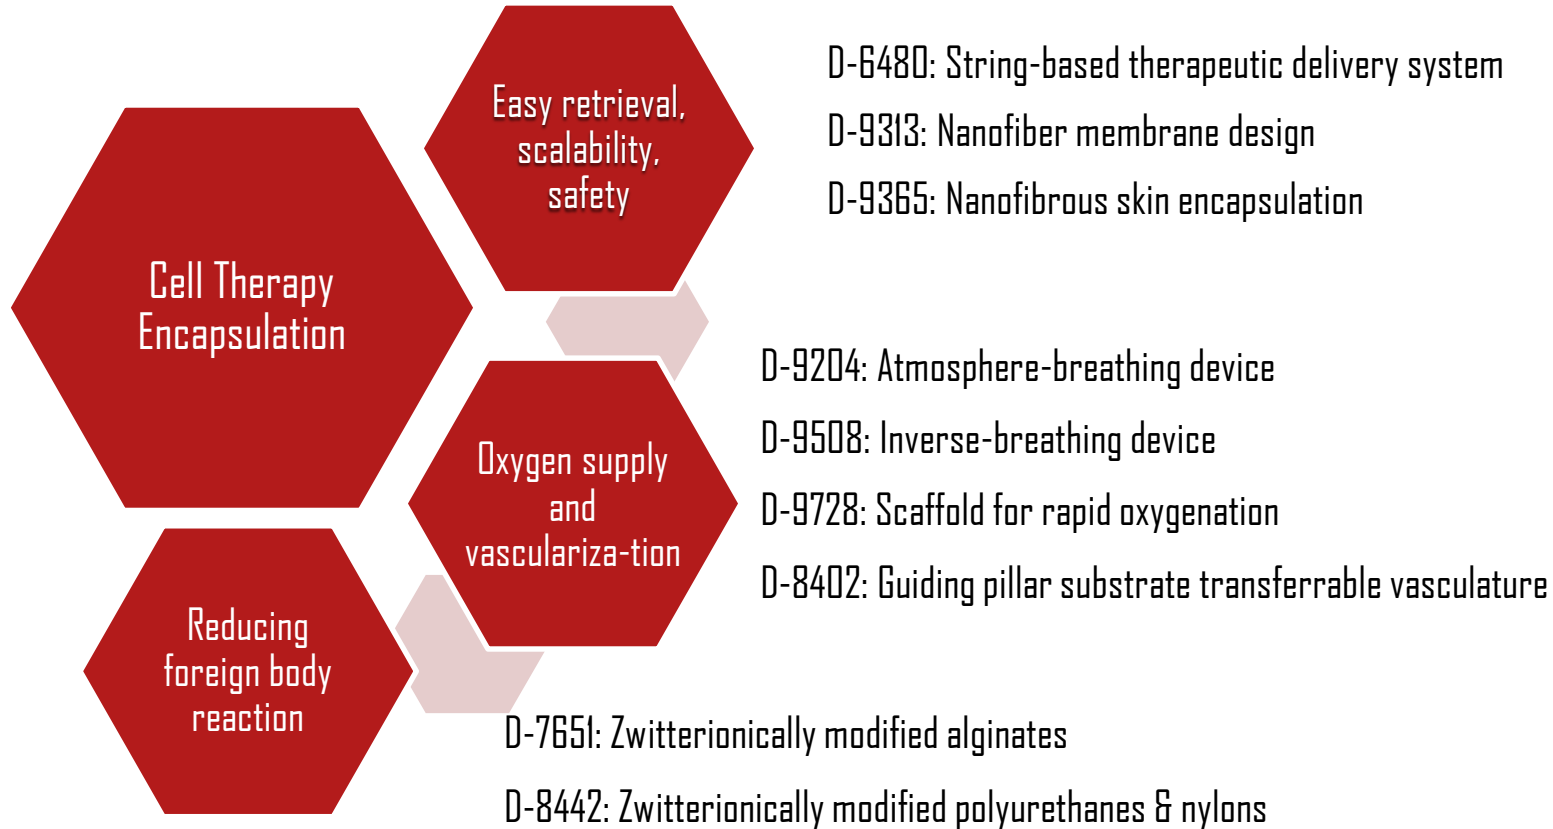 Cell Therapy
Encapsulation
Easy retrieval,
scalability,
safety
D-6480: String-based therapeutic delivery system
D-9313: Nanofiber membrane design
D-9365: Nanofibrous skin encapsulation
Oxygen supply
and
vasculariza-tion
D-9204: Atmosphere-breathing device
D-9508: Inverse-breathing device
D-9728: Scaffold for rapid oxygenation
D-8402: Guiding pillar substrate transferrable vasculature
Reducing
foreign body
reaction
D-7651: Zwitterionically modified alginates
D-8442: Zwitterionically modified polyurethanes & nylons